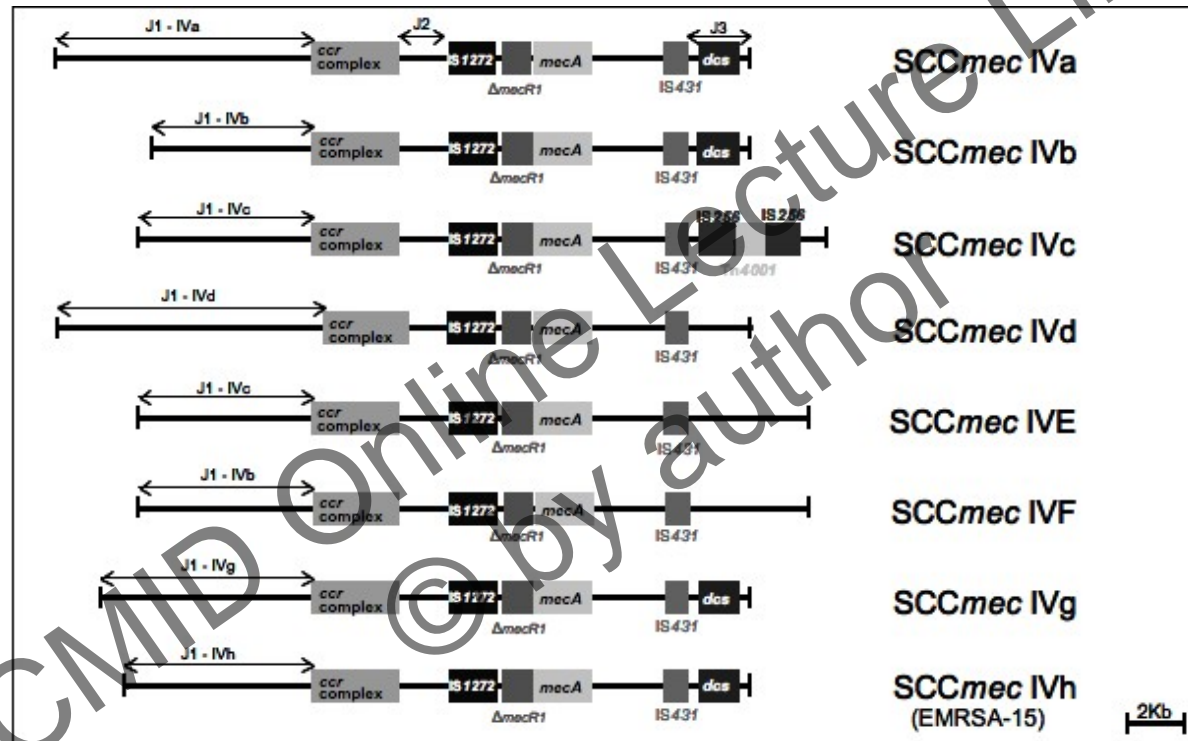 J1 - IVa
J2
J3
ccr
complex
IS1272
mecA
dcs
ΔmecR1
IS431
SCCmec IVa
J1 - IVb
ccr
complex
IS1272
mecA
dcs
ΔmecR1
IS431
SCCmec IVb
J1 - IVc
ccr
complex
IS1272
mecA
IS256
IS256
ΔmecR1
IS431
Tn4001
SCCmec IVc
J1 - IVd
ccr
complex
IS1272
mecA
ΔmecR1
IS431
SCCmec IVd
J1 - IVc
ccr
complex
IS1272
mecA
ΔmecR1
IS431
SCCmec IVE
J1 - IVb
ccr
complex
IS1272
mecA
ΔmecR1
IS431
SCCmec IVF
J1 - IVg
ccr
complex
IS1272
mecA
dcs
ΔmecR1
IS431
SCCmec IVg
J1 - IVh
ccr
complex
IS1272
mecA
dcs
ΔmecR1
IS431
SCCmec IVh
(EMRSA-15)
2Kb
CMID Online Lecture
© by author